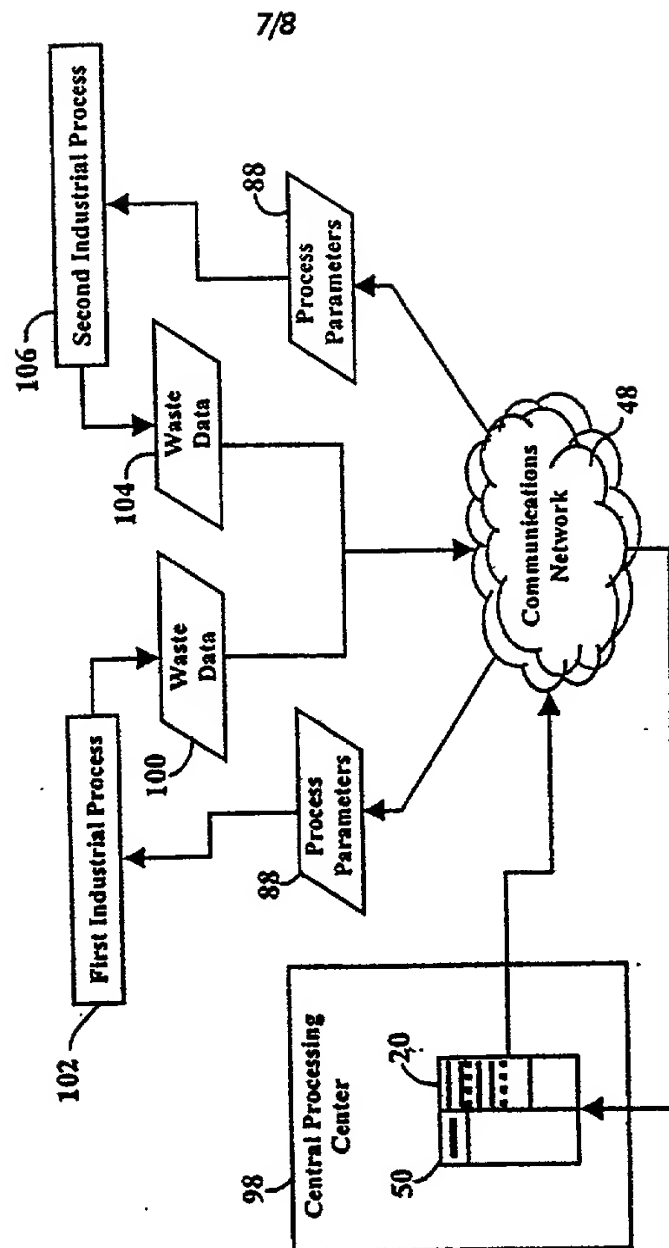 7/8
102
First Industrial Process
106
Second Industrial Process
100
Waste
Data
104
Waste
Data
88
Process
Parameters
88
Process
Parameters
98
Central Processing
Center
50
20
Communications
Network
48